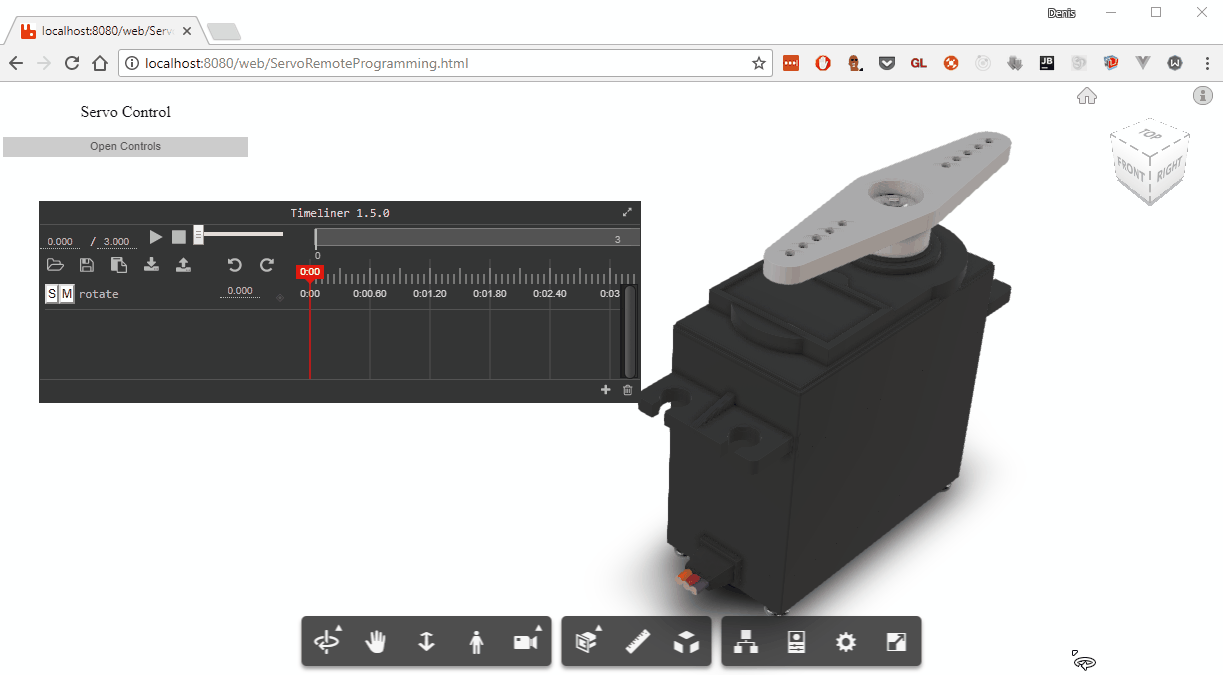 Denis
localhost:8080/web/Serv
localhost:8080/web/ServoRemoteProgramming.html
GL
JB
Servo Control
Open Controls
TOP
FRONT
RIGHT
Timeliner 1.5.0
0.000 / 3.000
3
0
0:00
S M rotate 0.000
0:00 0:00.60 0:01.20 0:01.80 0:02.40 0:03